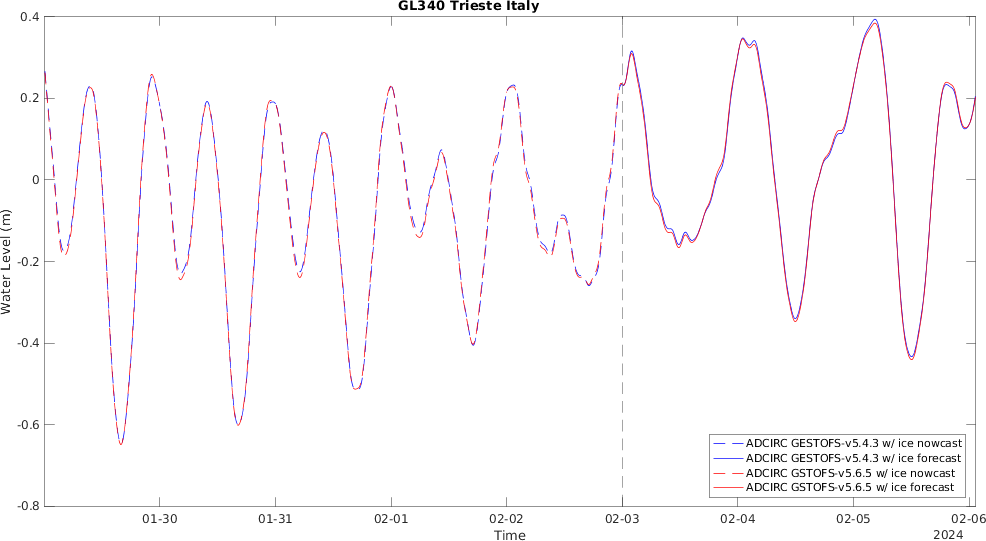 GL340 Trieste Italy
0.4
0.2
0
-0.2
-0.4
-0.6
-0.8
Water Level (m)
ADCIRC GESTOFS-v5.4.3 w/ ice nowcast
ADCIRC GESTOFS-v5.4.3 w/ ice forecast
ADCIRC GSTOFS-v5.6.5 w/ ice nowcast
ADCIRC GSTOFS-v5.6.5 w/ ice forecast
01-30 01-31 02-01 02-02 02-03 02-04 02-05 02-06
Time
2024